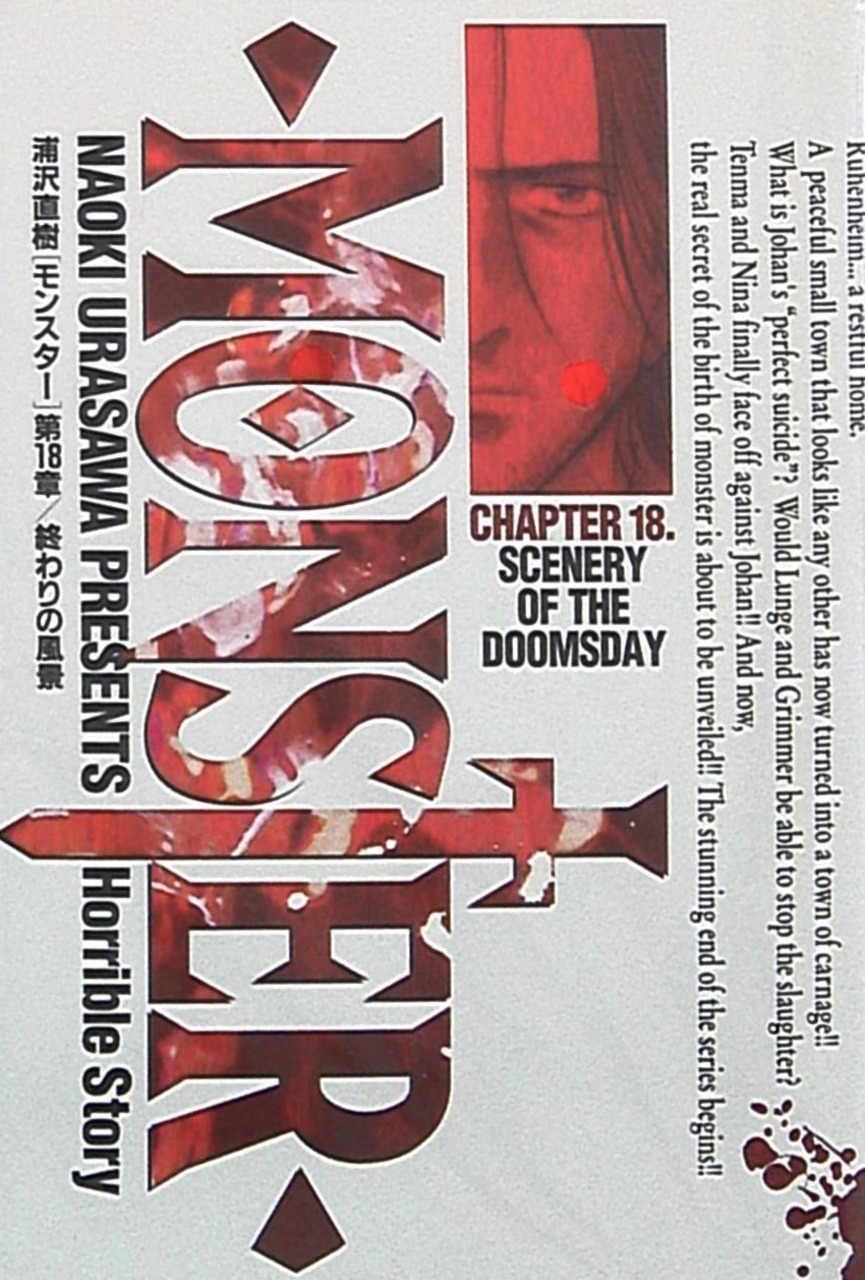 Ruhenheim... a restful home.
A peaceful small town that looks like any other has now turned into a town of carnage!!
What is Johan's “perfect suicide”? Would Lunge and Grimmer be able to stop the slaughter?
Tenma and Nina finally face off against Johan!! And now,
the real secret of the birth of monster is about to be unveiled!! The stunning end of the series begins!!
CHAPTER 18.
SCENERY
OF THE
DOOMSDAY
MONSTER
NAOKI URASAWA PRESENTS Horrible Story
浦沢直樹[モンスター]第18章／終わりの風景